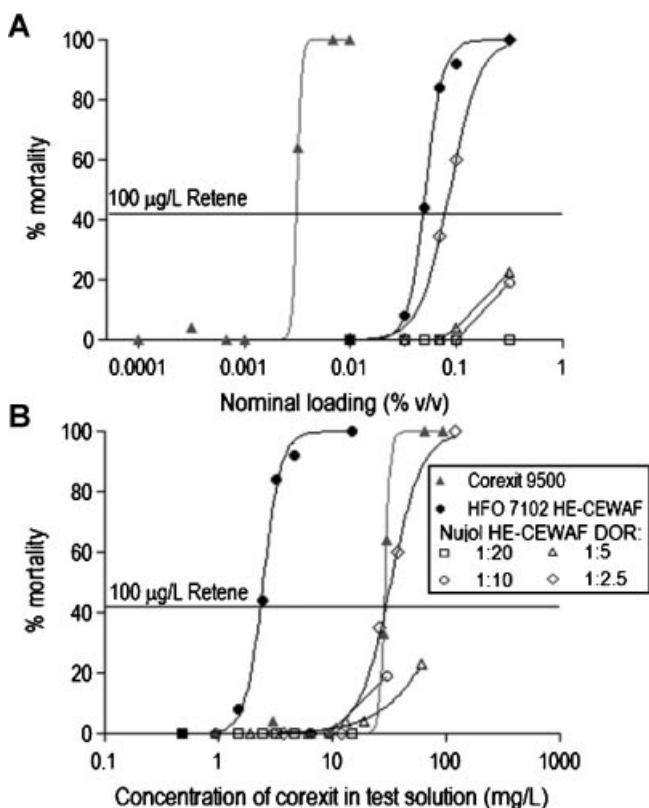 A
100
80
60
40
20
0
% mortality
100 µg/L Retene
0.0001 0.001 0.01 0.1 1
Nominal loading (% v/v)
B
100
80
60
40
20
0
% mortality
100 µg/L Retene
Corexit 9500
HFO 7102 HE-CEWAF
Nujol HE-CEWAF DOR:
1:20 1:5
1:10 1:2.5
0.1 1 10 100 1000
Concentration of corexit in test solution (mg/L)